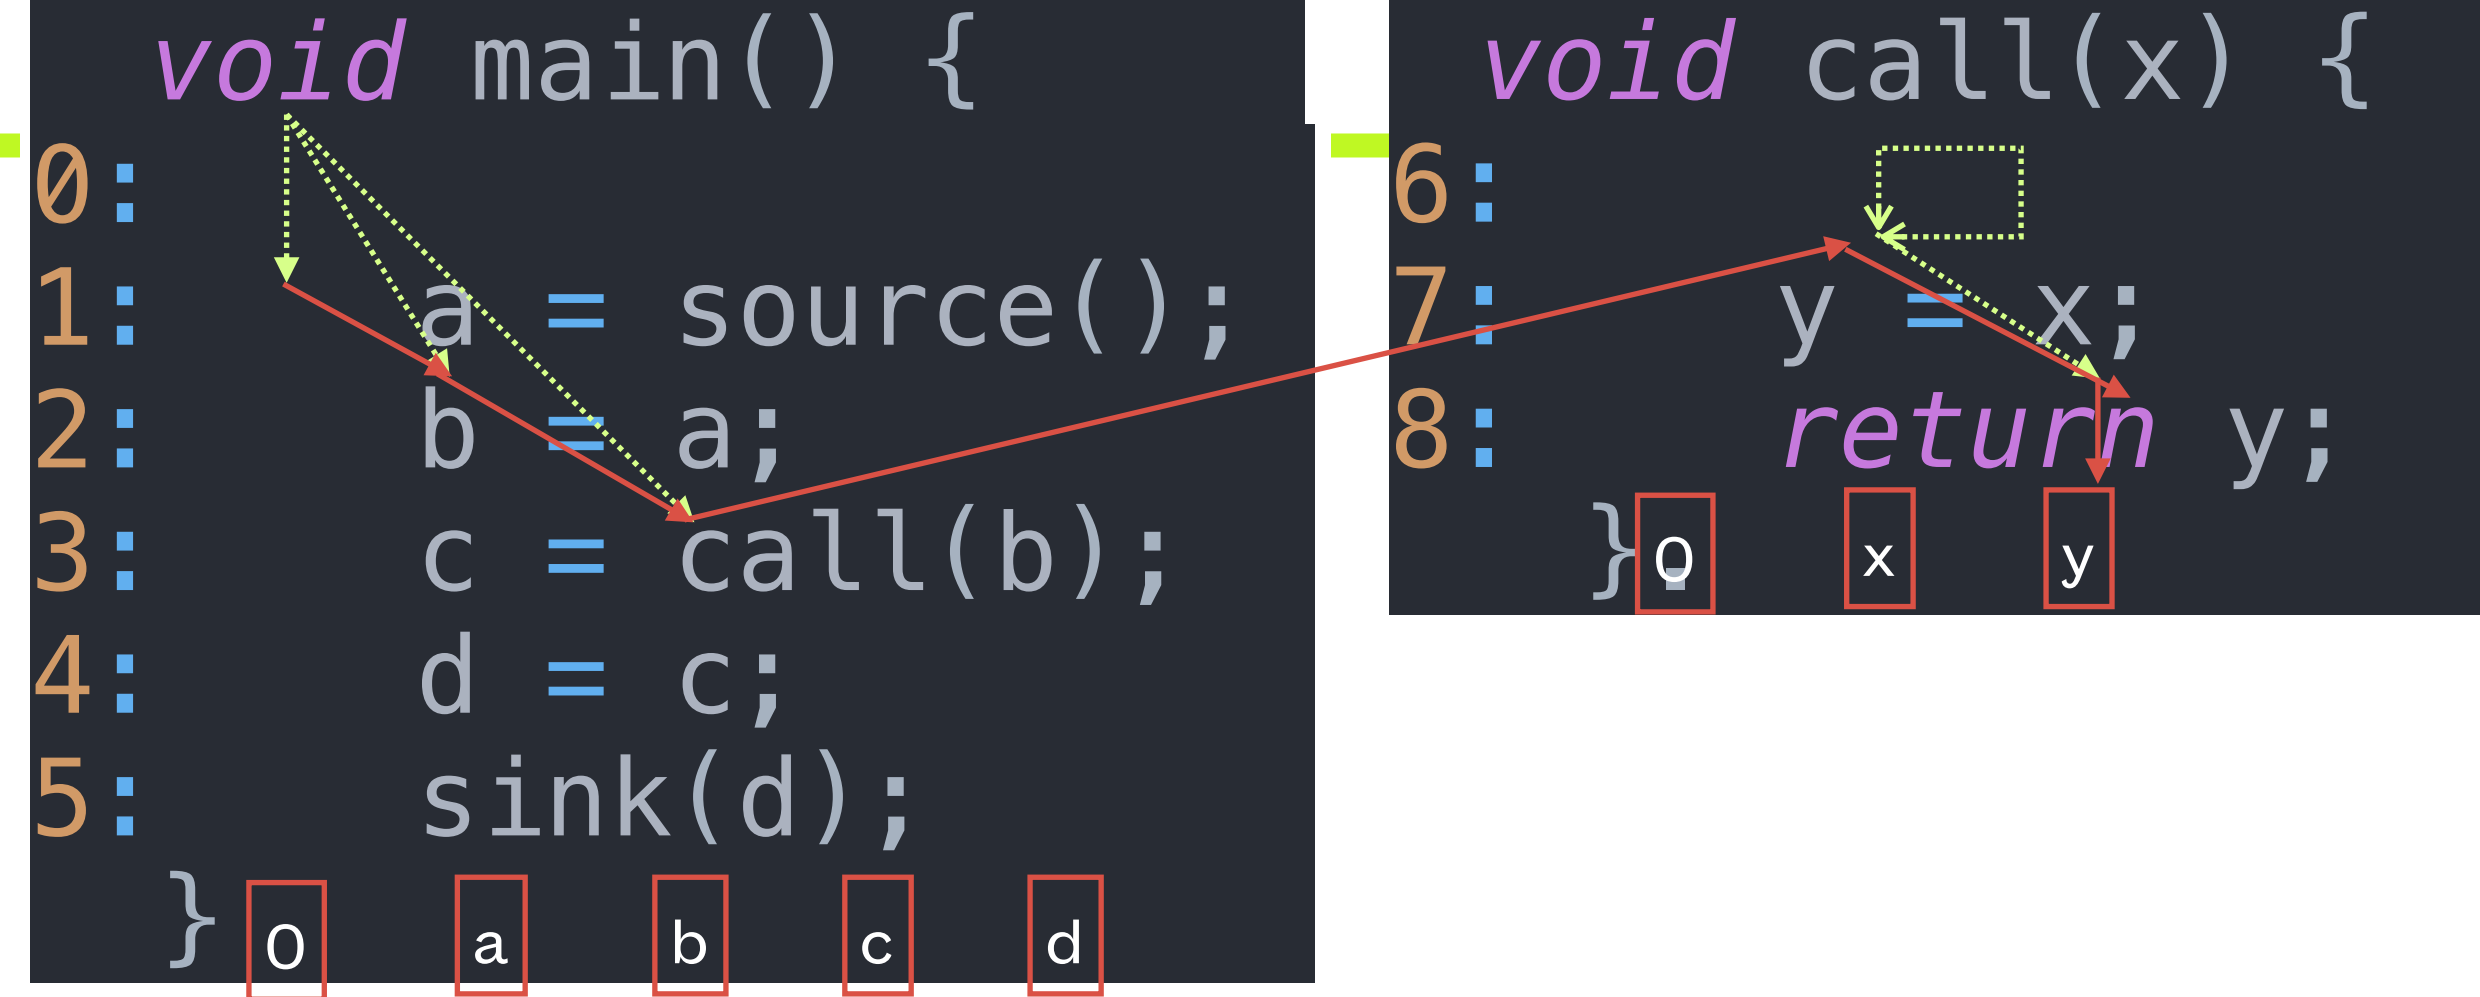 void main() {
0:
1: a = source();
2: b = a;
3: c = call(b);
4: d = c;
5: sink(d);
}
0 a b c d
void call(x) {
6:
7: y = x;
8: return y;
}
0 x y